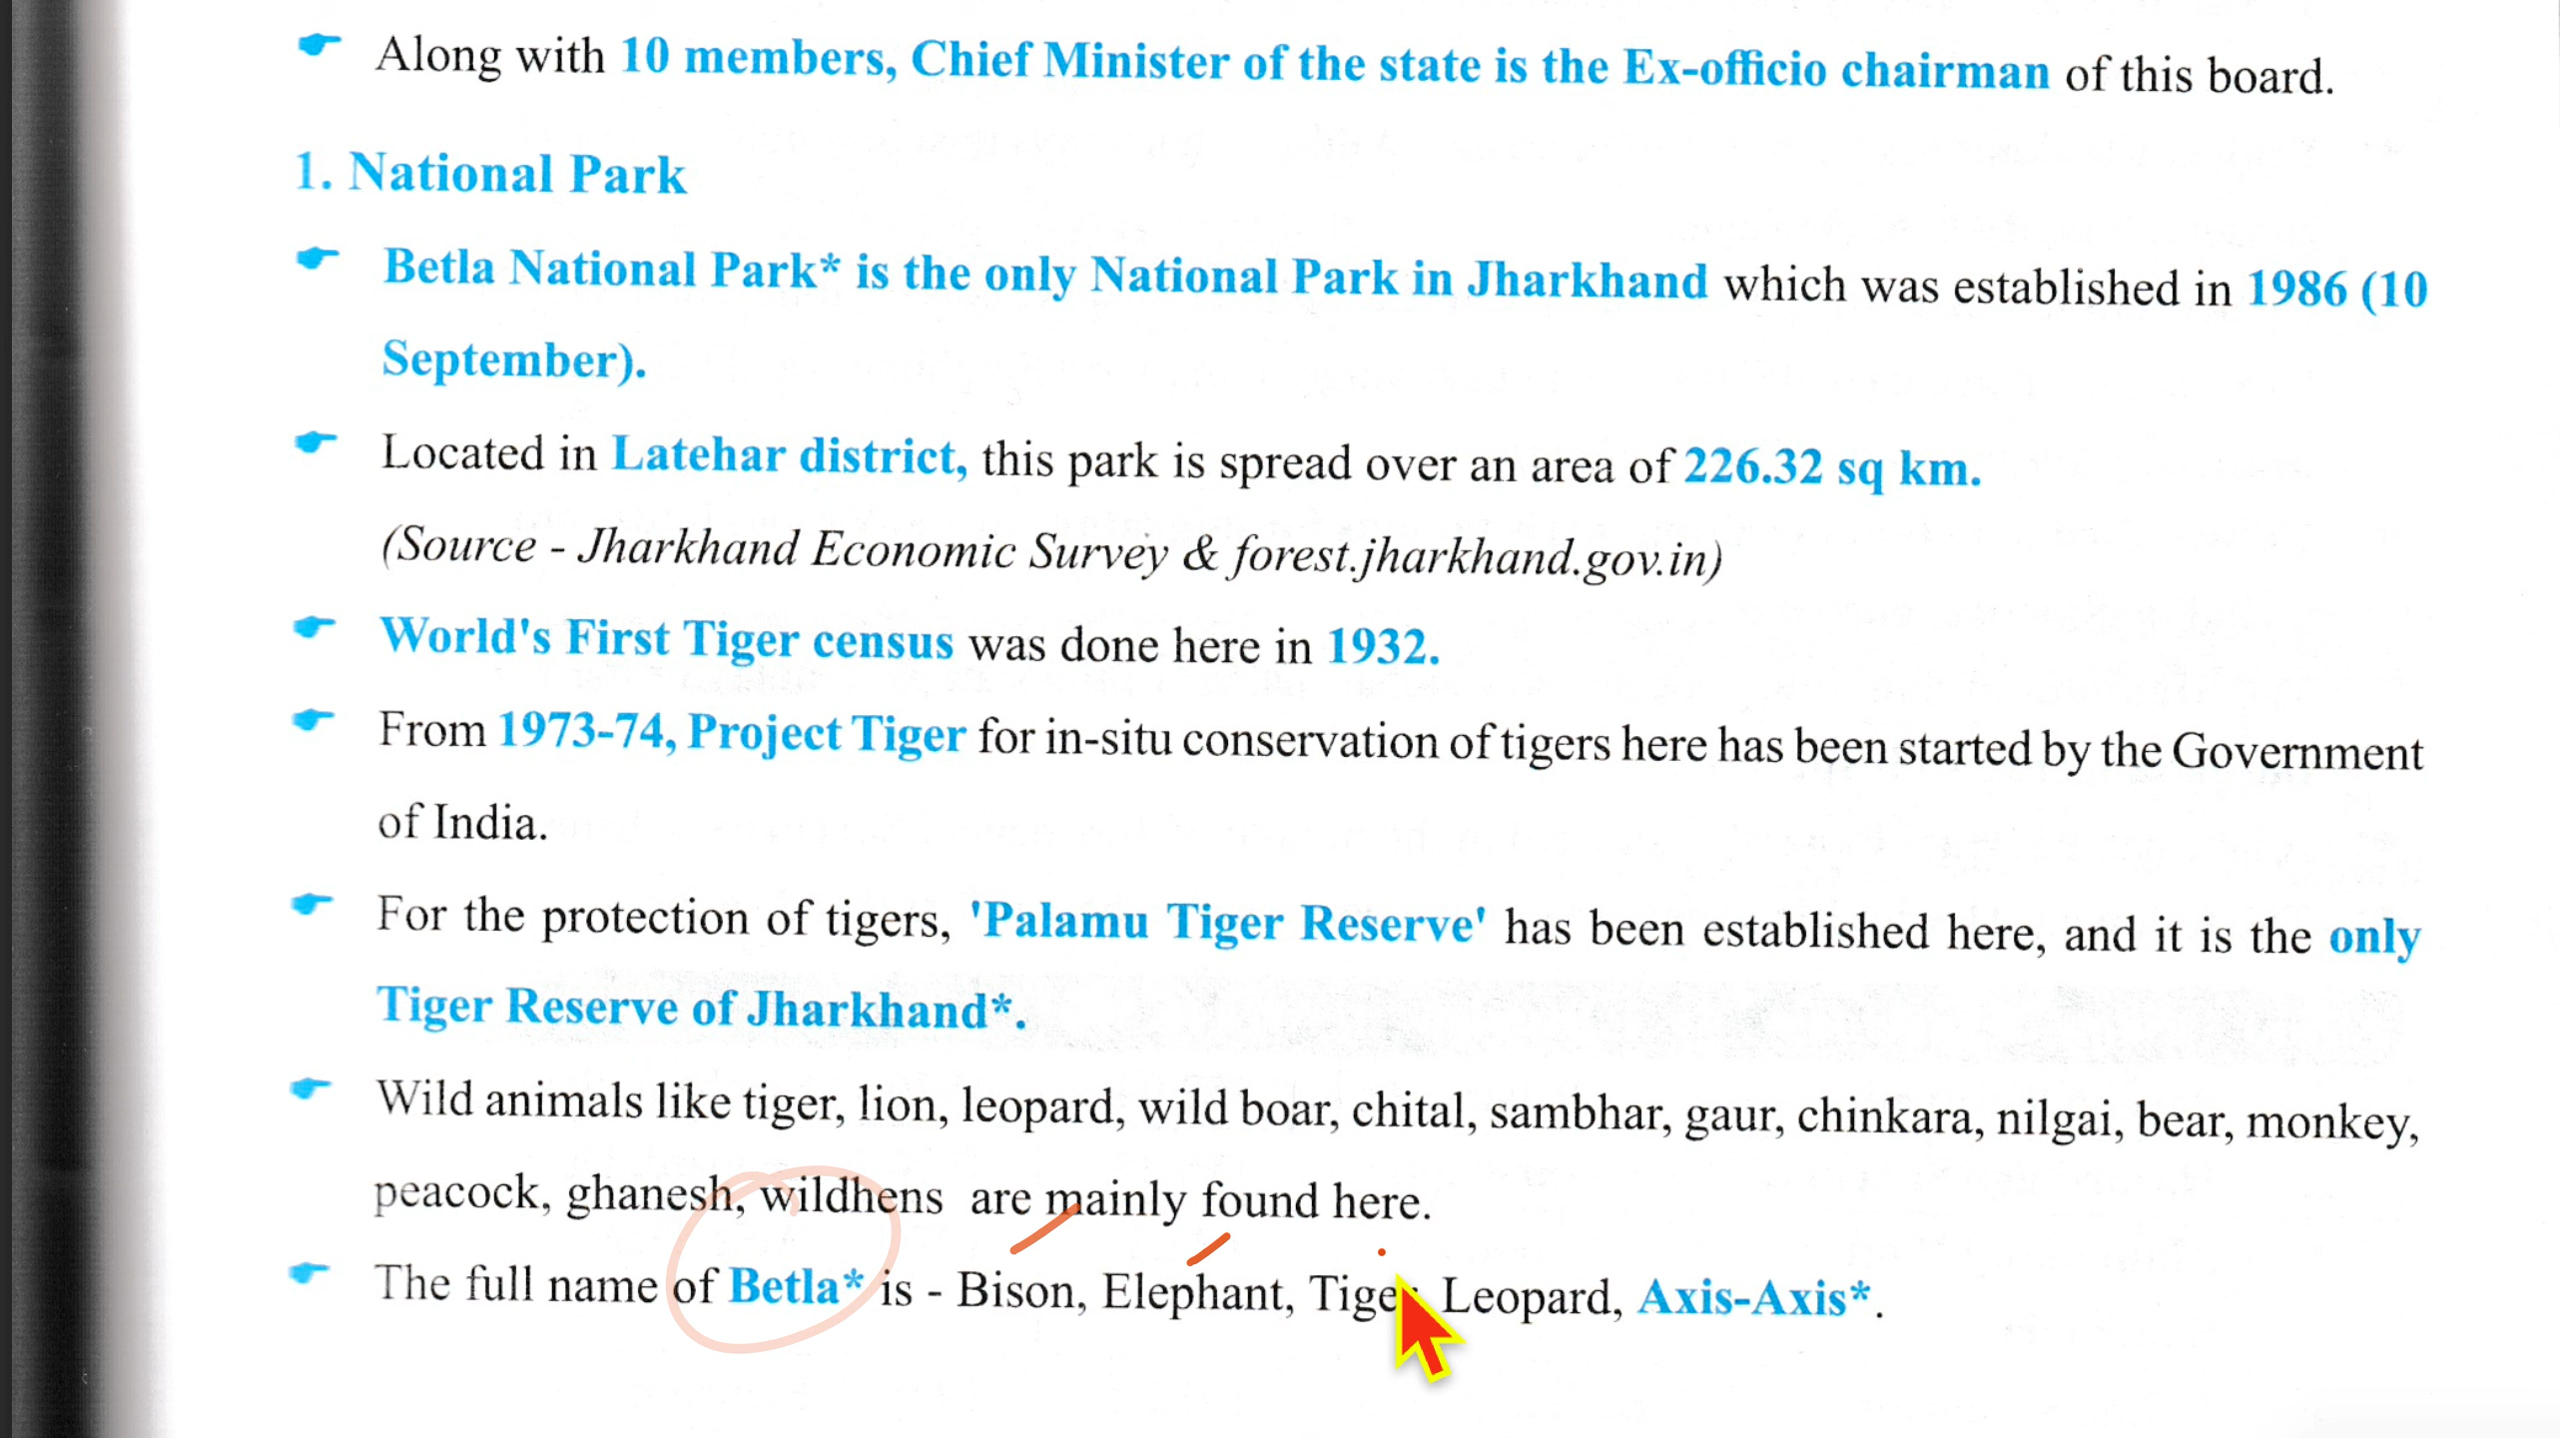 Along with 10 members, Chief Minister of the state is the Ex-officio chairman of this board.
1. National Park
Betla National Park* is the only National Park in Jharkhand which was established in 1986 (10
September).
Located in Latehar district, this park is spread over an area of 226.32 sq km.
(Source - Jharkhand Economic Survey & forest.jharkhand.gov.in)
World's First Tiger census was done here in 1932.
From 1973-74, Project Tiger for in-situ conservation of tigers here has been started by the Government
of India.
For the protection of tigers, 'Palamu Tiger Reserve' has been established here, and it is the only
Tiger Reserve of Jharkhand*.
Wild animals like tiger, lion, leopard, wild boar, chital, sambhar, gaur, chinkara, nilgai, bear, monkey,
peacock, ghanesh, wildhens are mainly found here.
The full name of Betla* is - Bison, Elephant, Tiger, Leopard, Axis-Axis*.